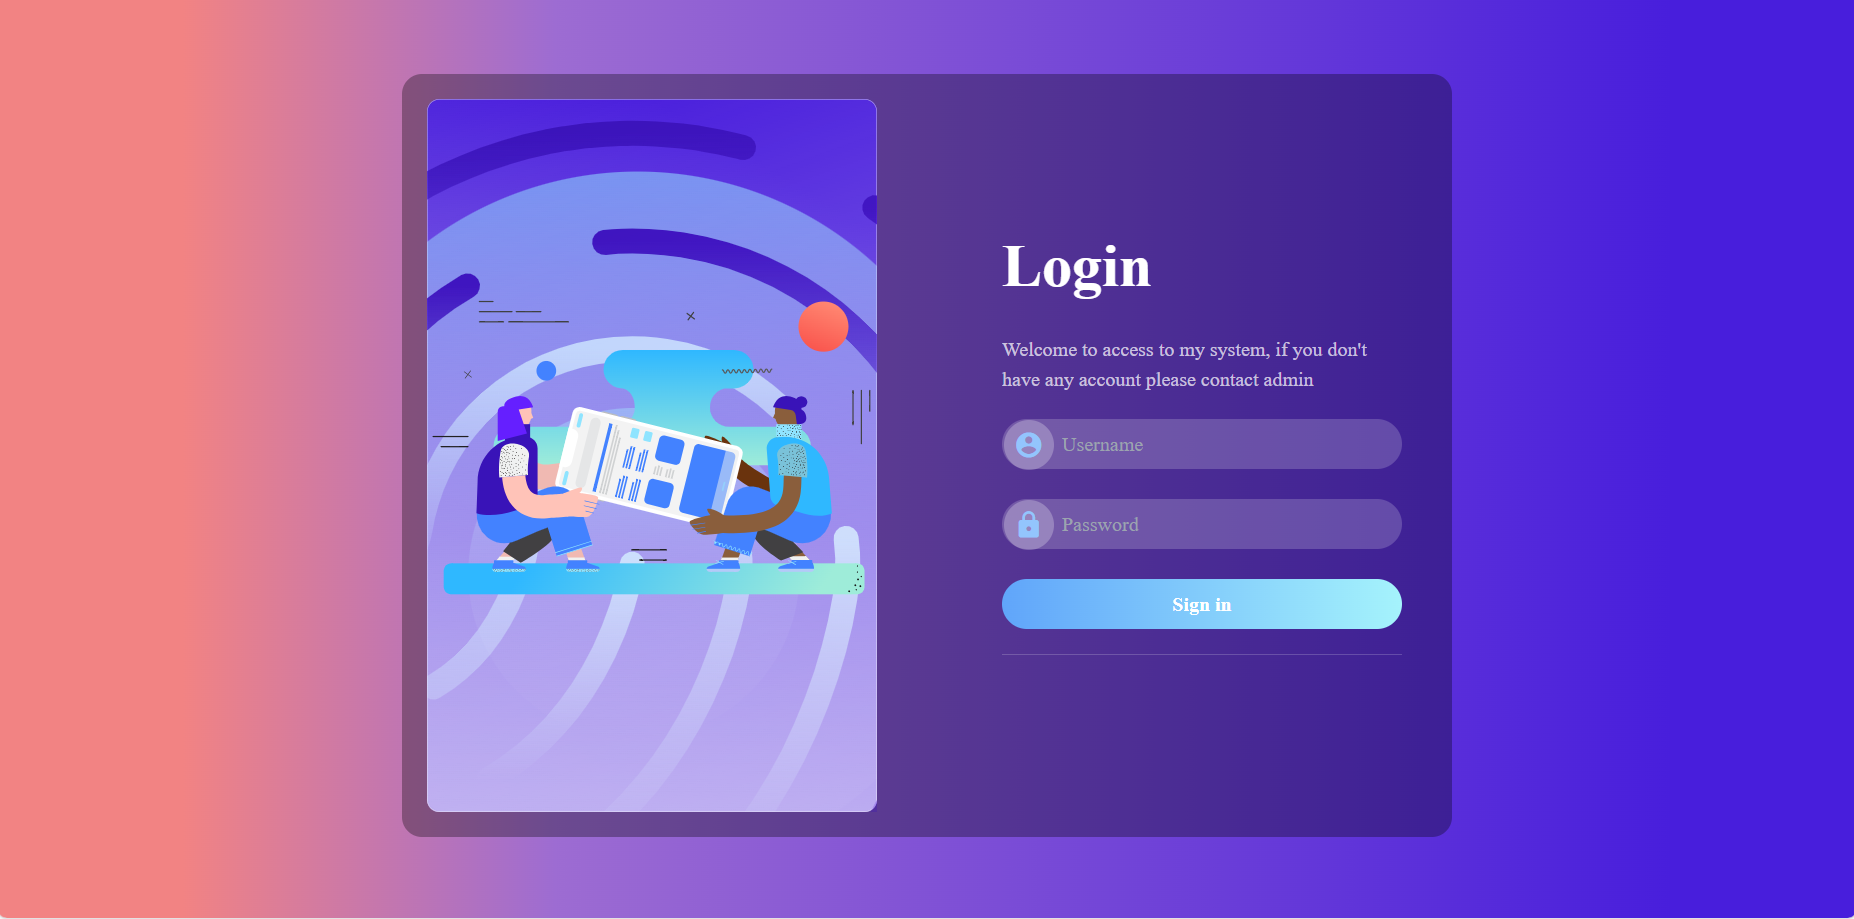 Login
Welcome to access to my system, if you don't
have any account please contact admin
Username
Password
Sign in